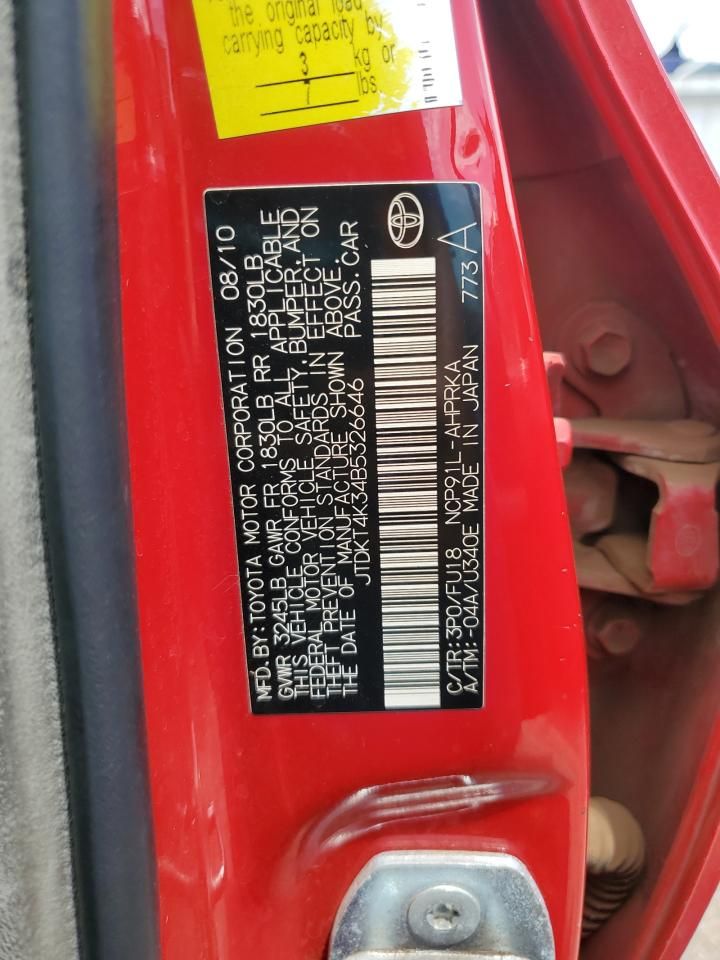 the original load
carrying capacity by
3 kg or
7 lbs.
MFD.BY:TOYOTA MOTOR CORPORATION 08/10
GVWR 3245LB GAWR FR 1830LB RR 1830LB
THIS VEHICLE CONFORMS TO ALL APPLICABLE
FEDERAL MOTOR VEHICLE SAFETY,BUMPER,AND
THEFT PREVENTION STANDARDS IN EFFECT ON
THE DATE OF MANUFACTURE SHOWN ABOVE.
JTDKT4K34B5326646 PASS.CAR
C/TR:3P0/FU18 NCP91L-AHPRKA
A/TM:-04A/U340E MADE IN JAPAN 773 A